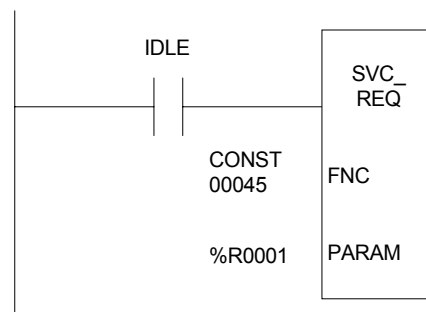 IDLE
SVC_
REQ
CONST
00045
FNC
%R0001
PARAM